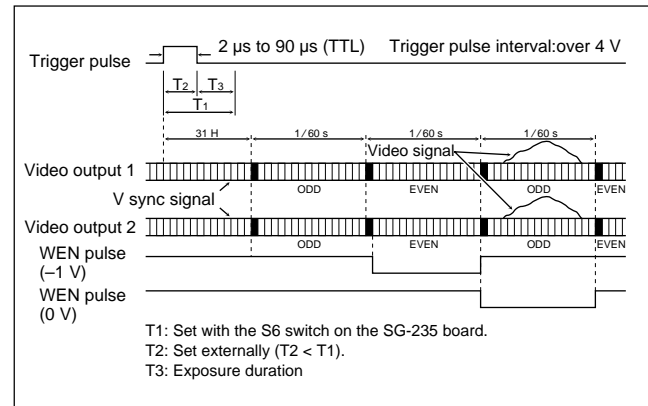 2 µs to 90 µs (TTL) Trigger pulse interval:over 4 V
Trigger pulse
T2 T3
T1
31 H 1/60 s 1/60 s 1/60 s
Video signal
Video output 1
V sync signal ODD EVEN ODD EVEN
Video output 2
ODD EVEN ODD EVEN
WEN pulse
(–1 V)
WEN pulse
(0 V)
T1: Set with the S6 switch on the SG-235 board.
T2: Set externally (T2 < T1).
T3: Exposure duration